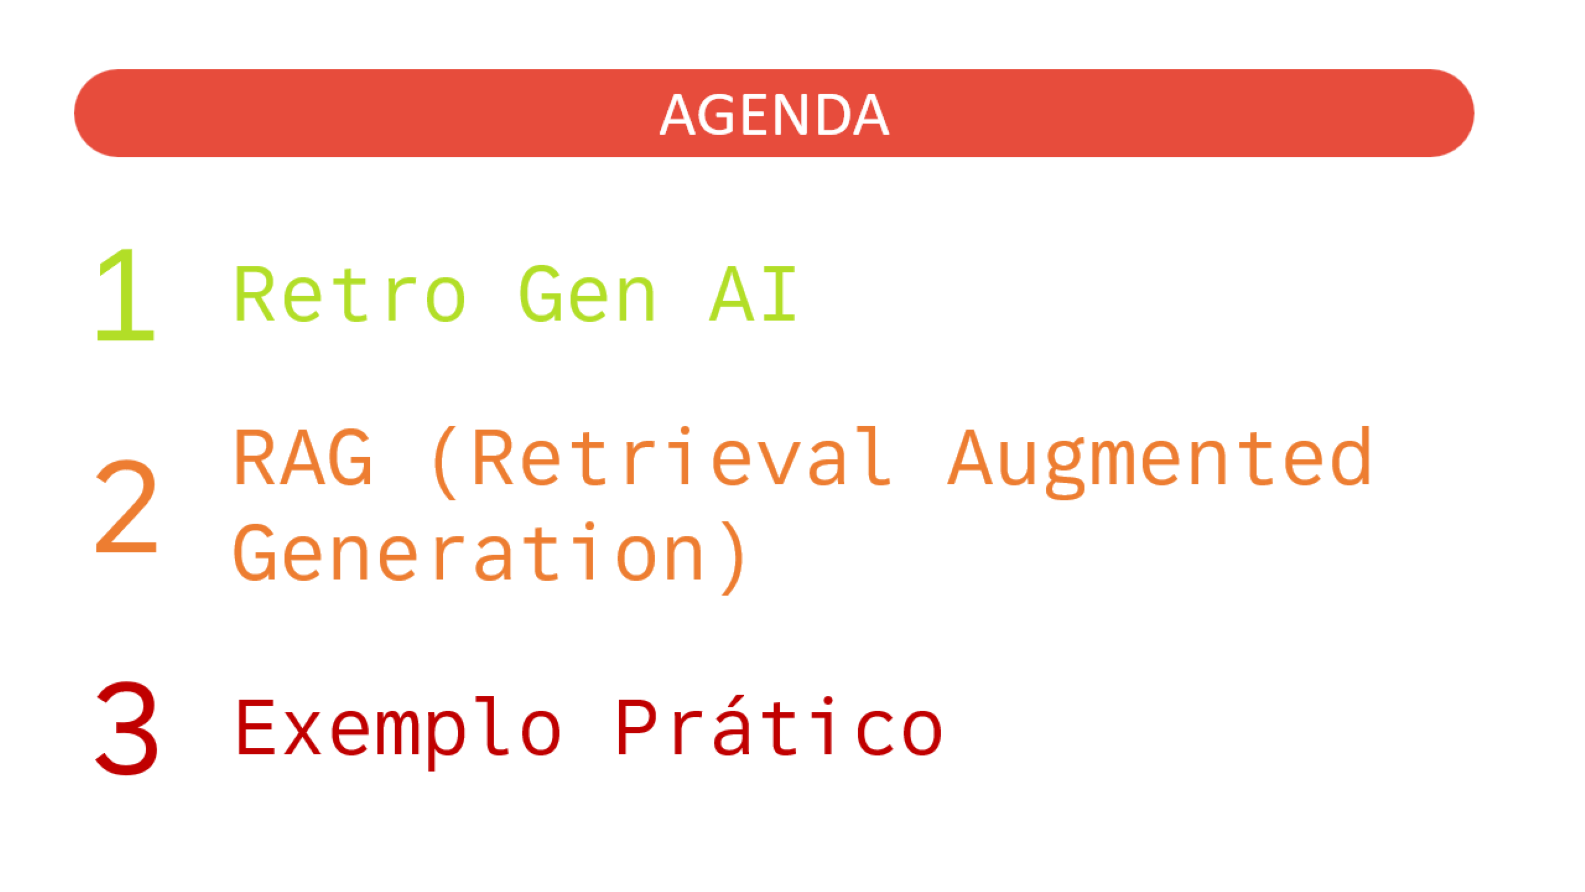 AGENDA
1 Retro Gen AI
2 RAG (Retrieval Augmented
Generation)
3 Exemplo Prático